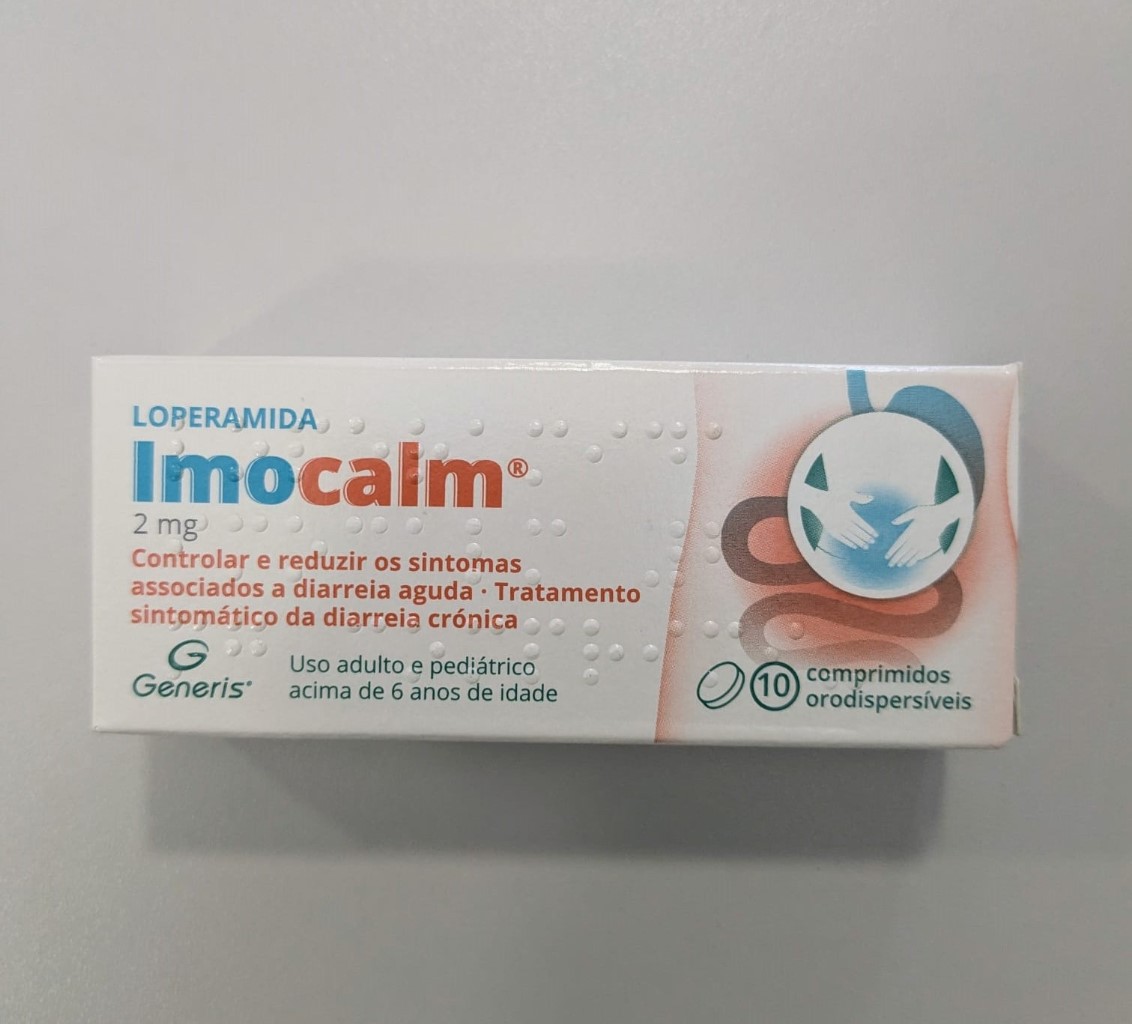 LOPERAMIDA
Imocalm®
2 mg
Controlar e reduzir os sintomas
associados a diarreia aguda · Tratamento
sintomático da diarreia crónica
Generis®
Uso adulto e pediátrico
acima de 6 anos de idade
10 comprimidos
orodispersíveis